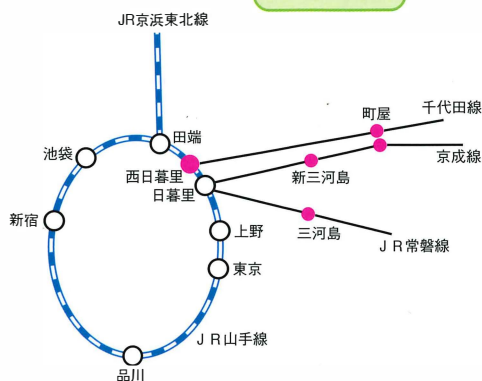 JR京浜東北線
田端
池袋
西日暮里
日暮里
町屋
千代田線
京成線
新三河島
三河島
JR常磐線
新宿
上野
東京
JR山手線
品川